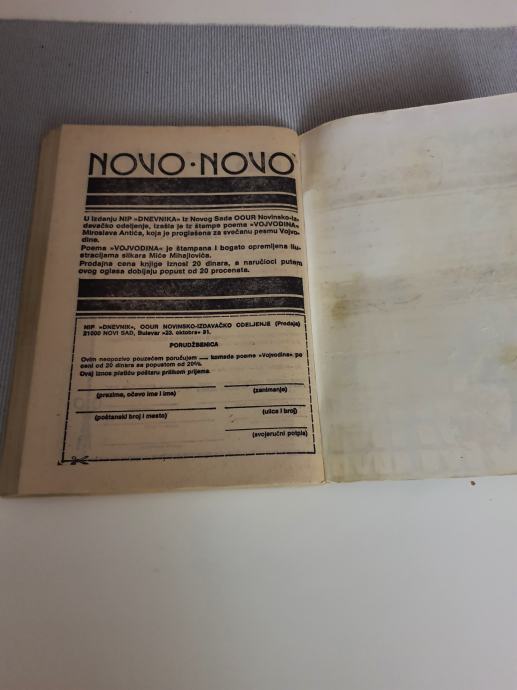 NOVO · NOVO
U izdanju NIP »DNEVNIKA« iz Novog Sada OOUR Novinsko-iz-
davačko odeljenje, izašla je iz štampe poema »VOJVODINA«
Miroslava Antića, koja je proglašena za svečanu pesmu Vojvo-
dine.
Poema »VOJVODINA« je štampana i bogato opremljena ilu-
stracijama slikara Miće Mihajlovića.
Prodajna cena knjige iznosi 20 dinara, a naručioci putem
ovog oglasa dobijaju popust od 20 procenata.
NIP »DNEVNIK«, OOUR NOVINSKO-IZDAVAČKO ODELJENJE (Prodaja)
21000 NOVI SAD, Bulevar »23. oktobra« 31.
PORUDŽBENICA
Ovim neopozivo pouzećem poručujem ..... komada poeme »Vojvodina« po
ceni od 20 dinara sa popustom od 20%.
Ovaj iznos platiću poštaru prilikom prijema.
(prezime, očevo ime i ime) (zanimanje)
(poštanski broj i mesto) (ulica i broj)
(svojeručni potpis)